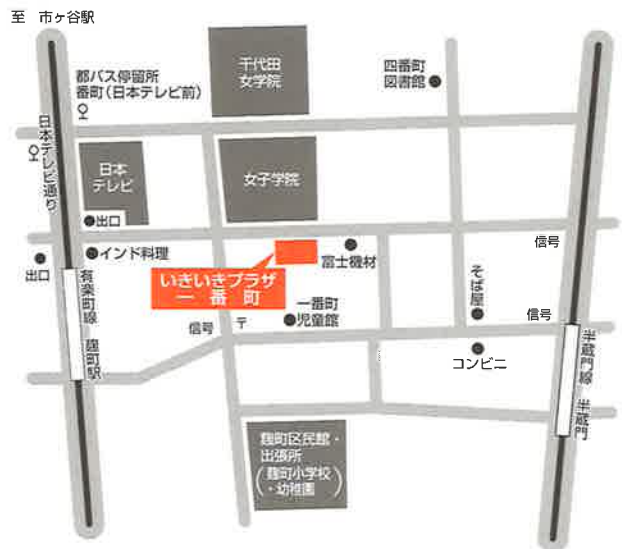 至 市ヶ谷駅
都バス停留所
番町(日本テレビ前)
千代田
女学院
四番町
図書館
日本テレビ通り
日本
テレビ
女子学院
出口
インド料理
出口
富士機材
信号
いきいきプラザ
一番町
有楽町線 麹町駅
一番町
児童館
信号
〒
そば屋
信号
コンビニ
半蔵門線 半蔵門
麹町区民館・
出張所
(麹町小学校
・幼稚園)